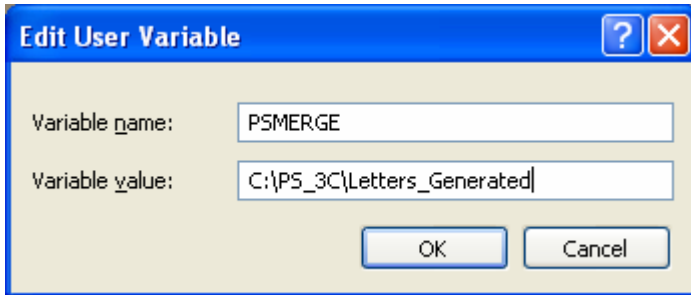 Edit User Variable
Variable name: PSMERGE
Variable value: C:\PS_3C\Letters_Generated
OK Cancel